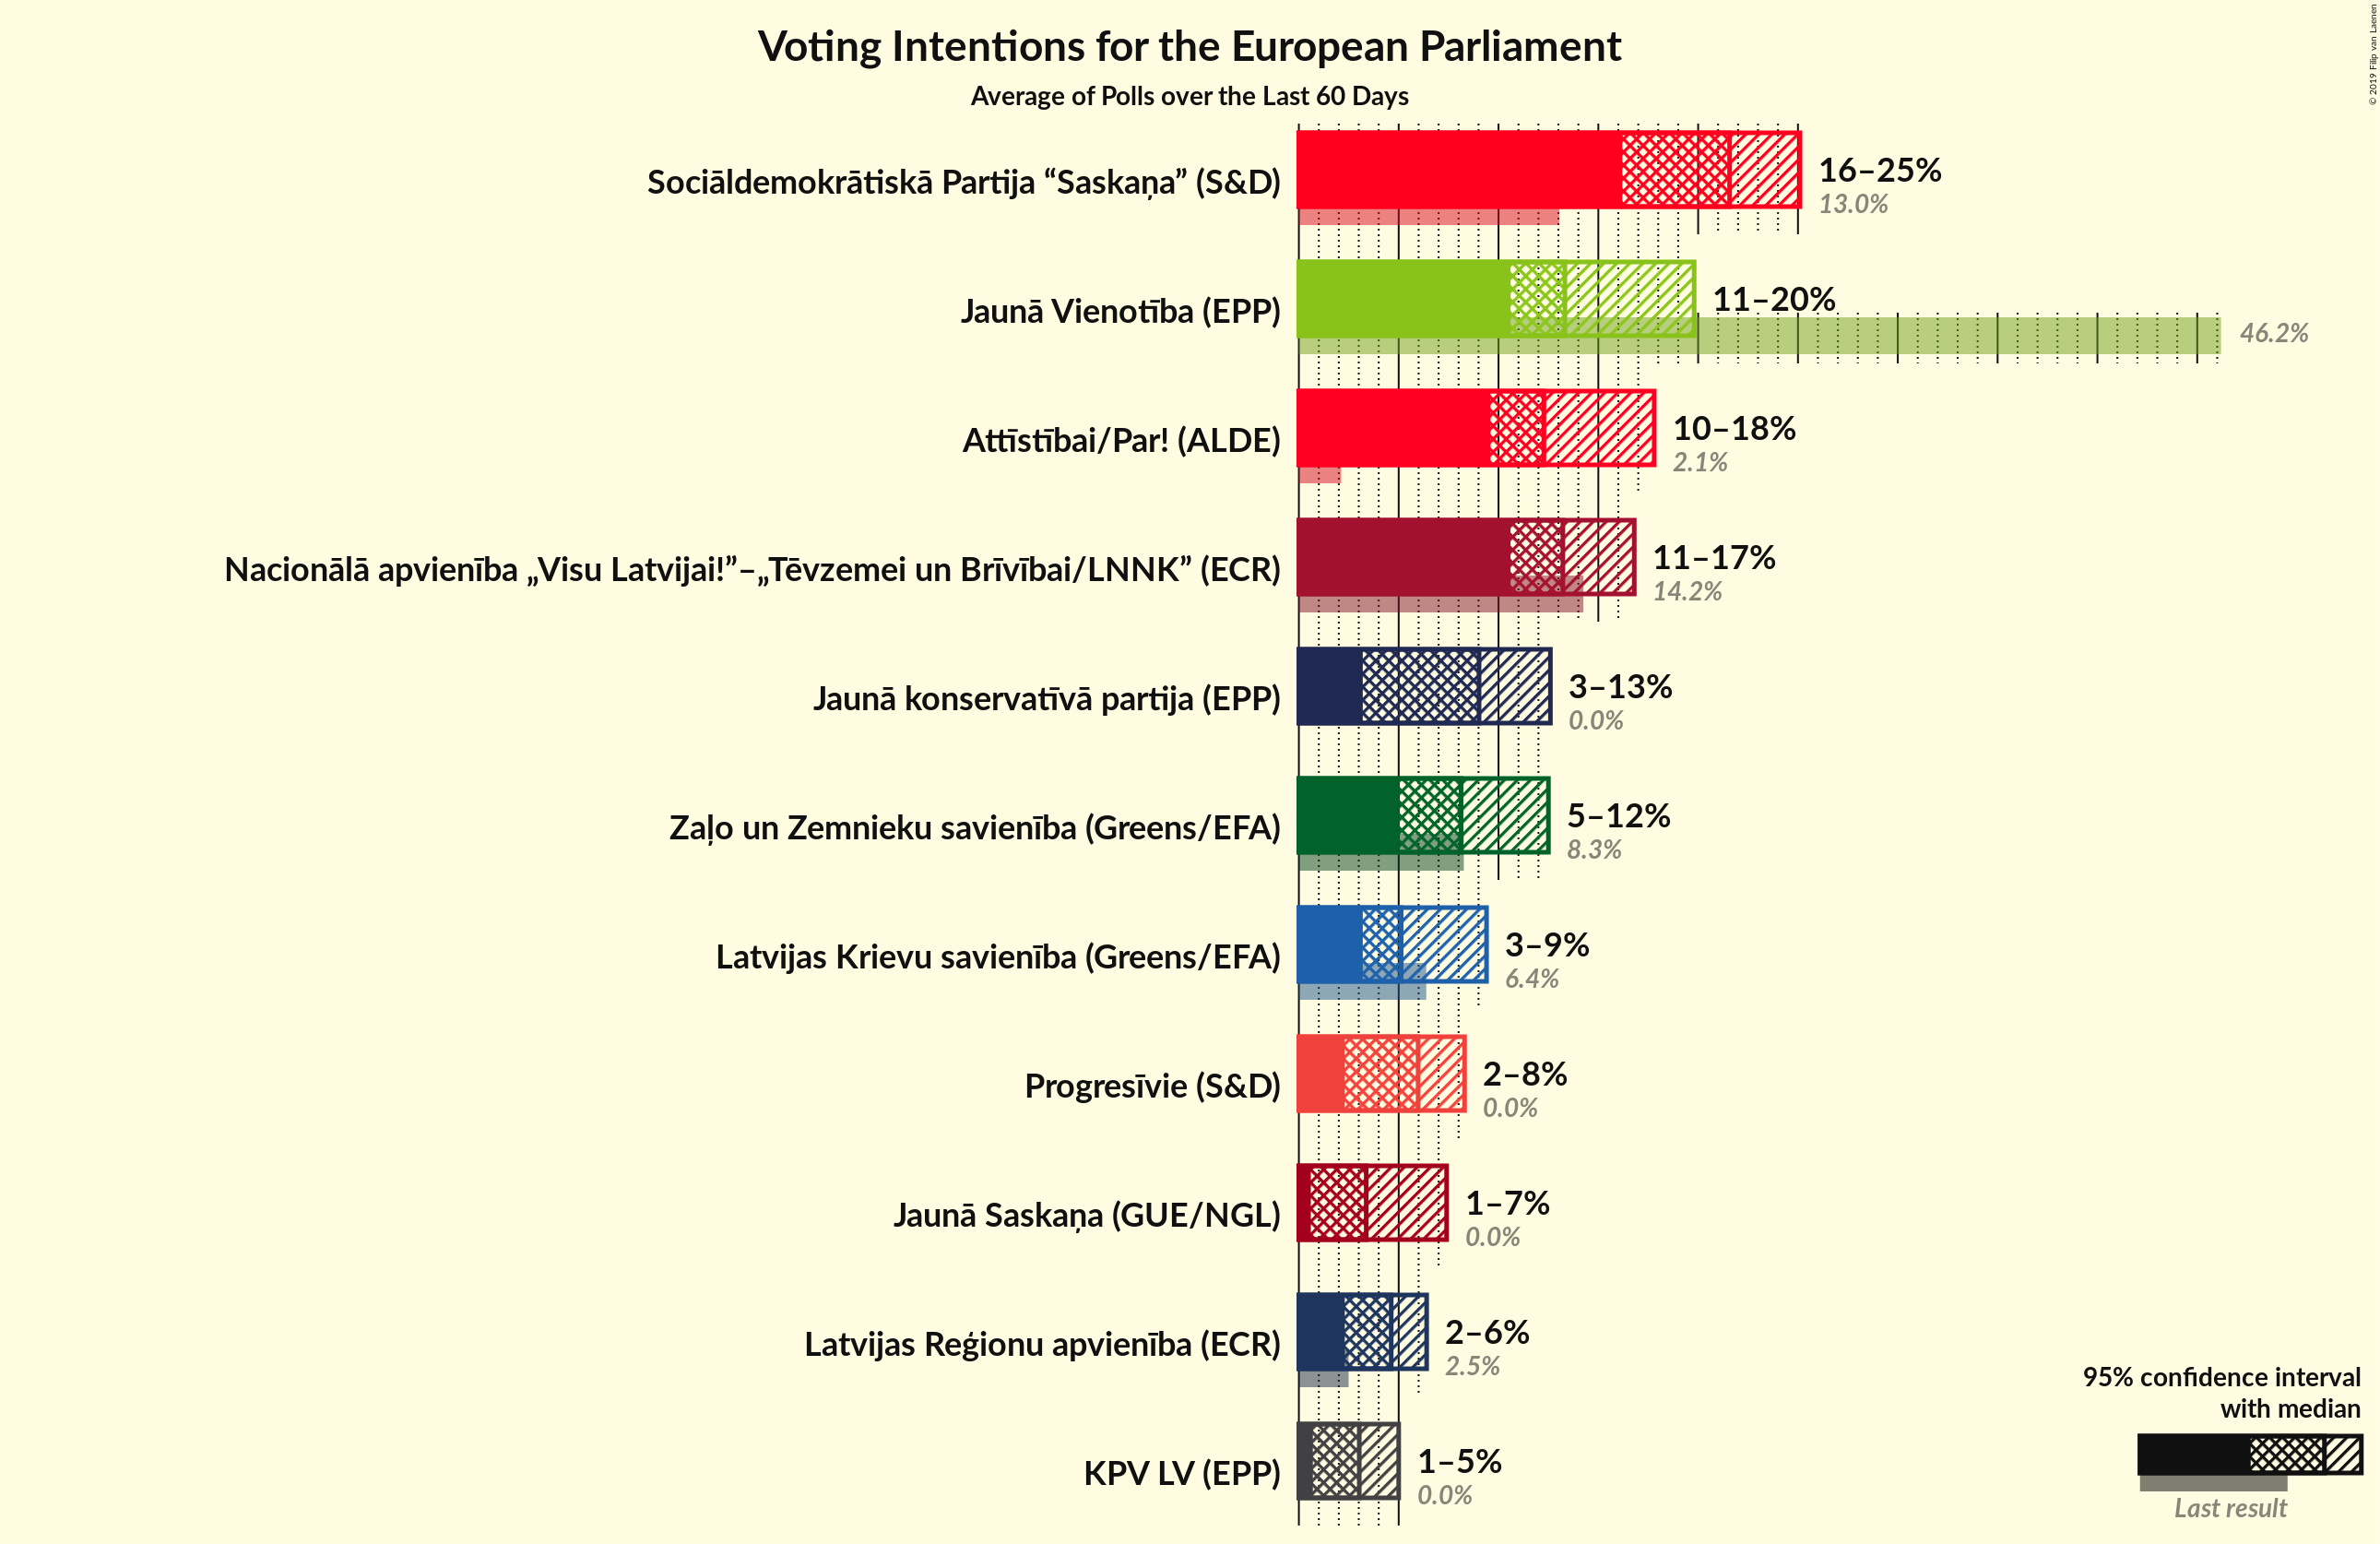 Voting Intentions for the European Parliament
Average of Polls over the Last 60 Days
© 2019 Filip van Laenen
Sociāldemokrātiskā Partija “Saskaņa” (S&D)
16–25%
13.0%
Jaunā Vienotība (EPP)
11–20%
46.2%
Attīstībai/Par! (ALDE)
10–18%
2.1%
Nacionālā apvienība „Visu Latvijai!”–„Tēvzemei un Brīvībai/LNNK” (ECR)
11–17%
14.2%
Jaunā konservatīvā partija (EPP)
3–13%
0.0%
Zaļo un Zemnieku savienība (Greens/EFA)
5–12%
8.3%
Latvijas Krievu savienība (Greens/EFA)
3–9%
6.4%
Progresīvie (S&D)
2–8%
0.0%
Jaunā Saskaņa (GUE/NGL)
1–7%
0.0%
Latvijas Reģionu apvienība (ECR)
2–6%
2.5%
KPV LV (EPP)
1–5%
0.0%
95% confidence interval
with median
Last result